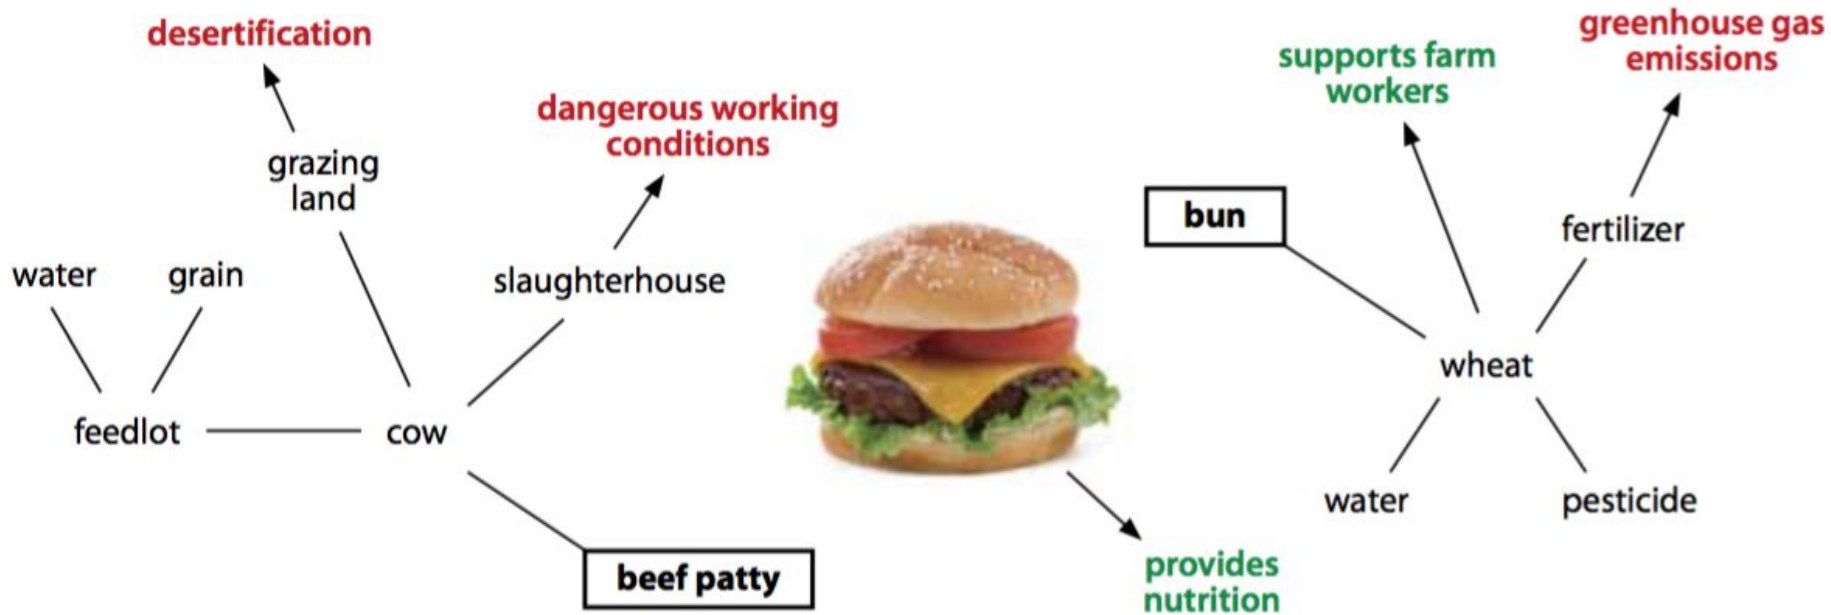 desertification
grazing
land
water
grain
feedlot
cow
dangerous working
conditions
slaughterhouse
beef patty
provides
nutrition
bun
supports farm
workers
greenhouse gas
emissions
fertilizer
wheat
water
pesticide